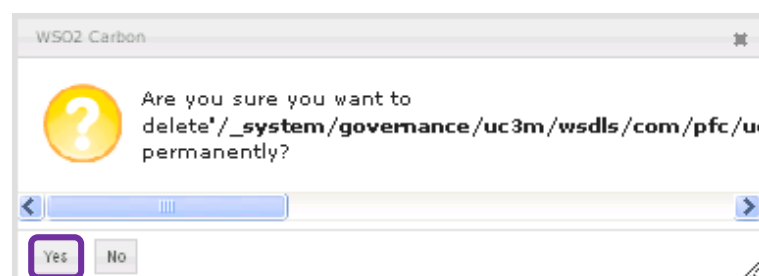 WSO2 Carbon
Are you sure you want to
delete'/_system/governance/uc3m/wsdls/com/pfc/u
permanently?
Yes No